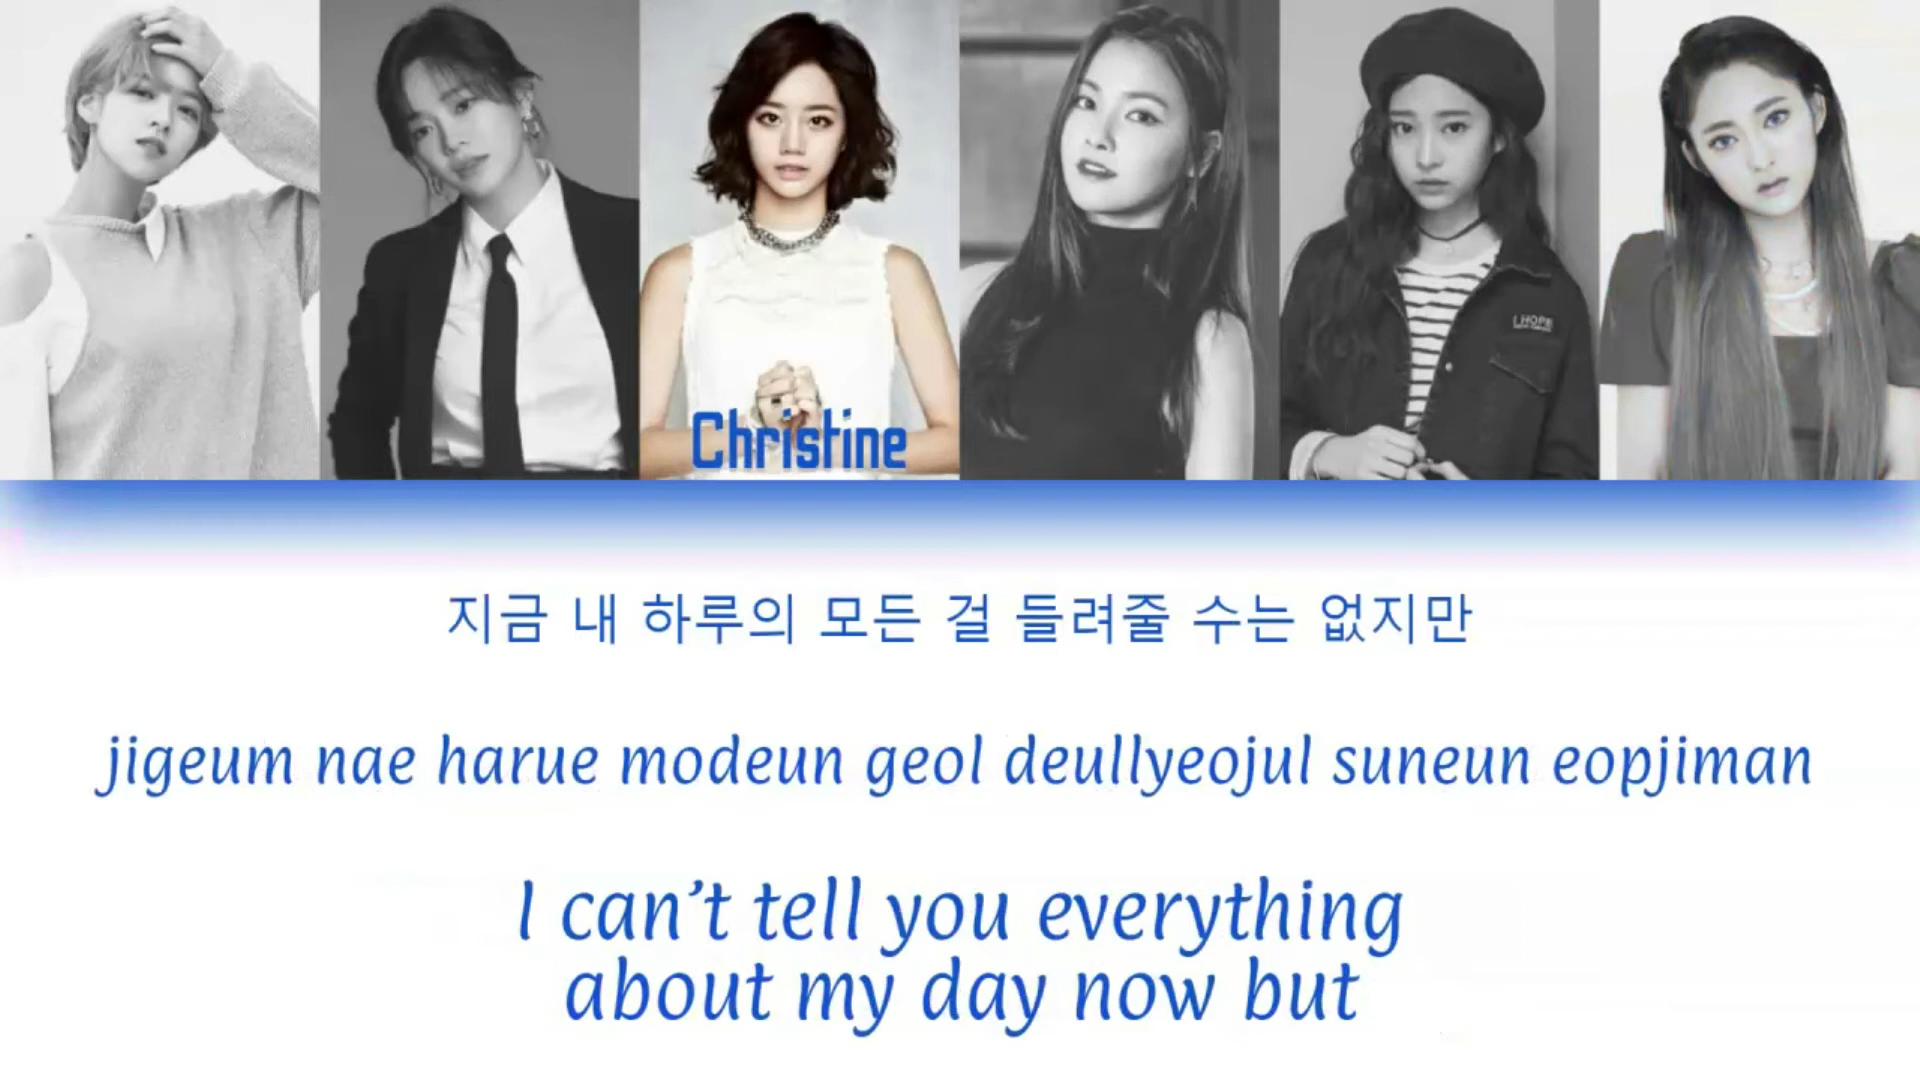 I HOPE
Christine
지금 내 하루의 모든 걸 들려줄 수는 없지만
jigeum nae harue modeun geol deullyeojul suneun eopjiman
I can't tell you everything
about my day now but